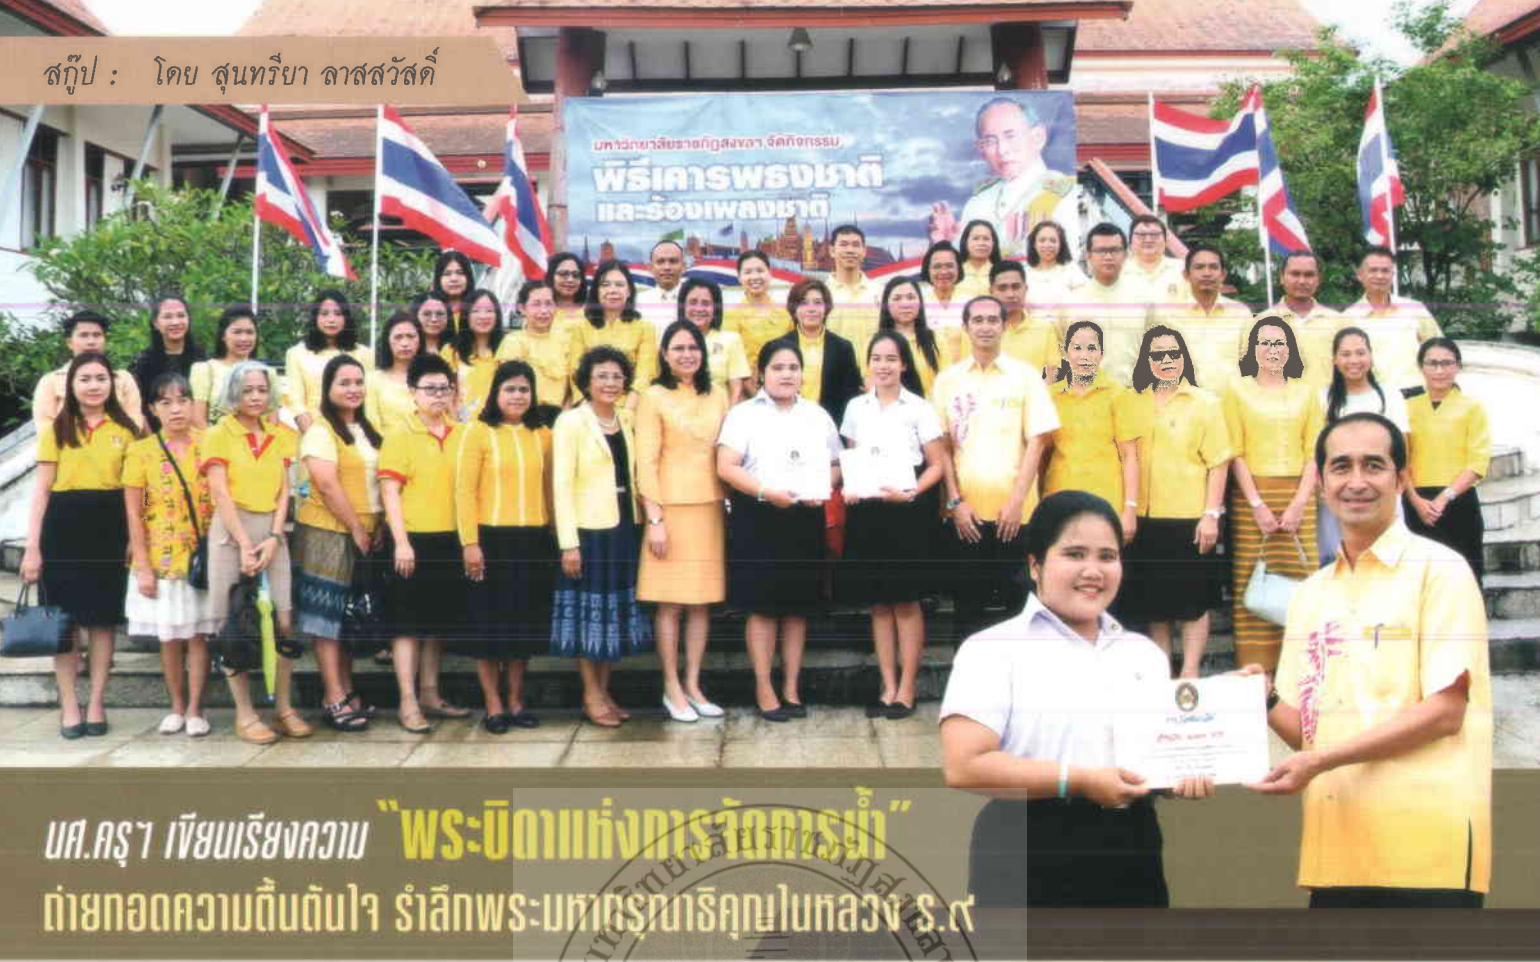 สกู๊ป : โดย สุนทรียา ลาสสวัสดิ์
มหาวิทยาลัยราชภัฏสงขลา จัดกิจกรรม
พิธีเคารพธงชาติ
และร้องเพลงชาติ
นศ.ครุฯ เขียนเรียงความ "พระบิดาแห่งการจัดการน้ำ"
ถ่ายทอดความตื้นตันใจ รำลึกพระมหากรุณาธิคุณในหลวง ร.๙